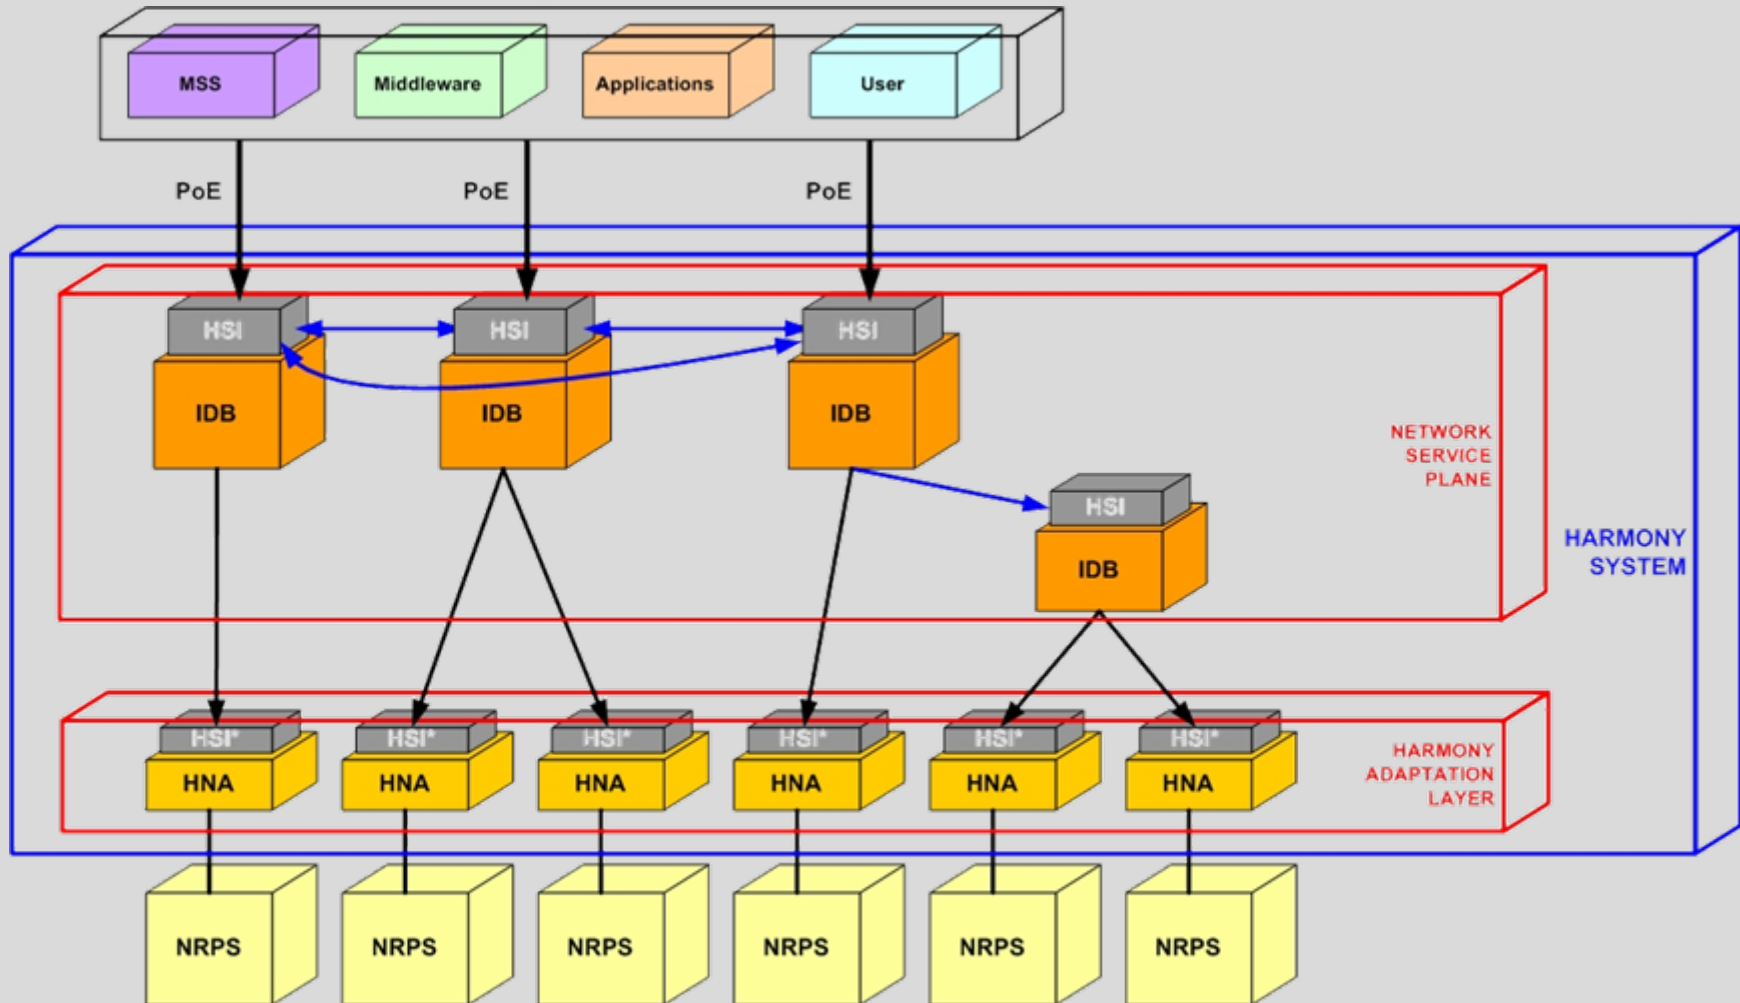 MSS
Middleware
Applications
User
PoE
PoE
PoE
HSI
HSI
HSI
IDB
IDB
IDB
NETWORK
SERVICE
PLANE
HSI
IDB
HARMONY
SYSTEM
HSI*
HSI*
HSI*
HSI*
HSI*
HSI*
HNA
HNA
HNA
HNA
HNA
HNA
HARMONY
ADAPTATION
LAYER
NRPS
NRPS
NRPS
NRPS
NRPS
NRPS